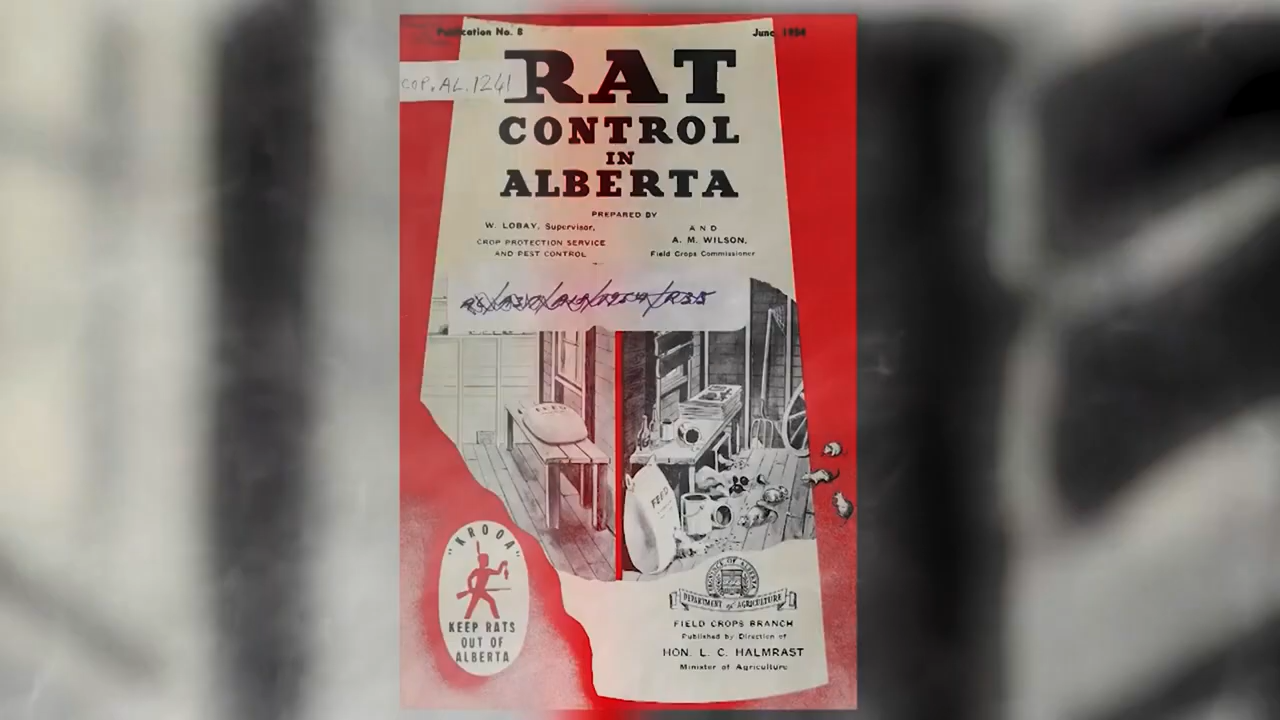 Publication No. 8
June, 1954
COP. AL. 1241
RAT
CONTROL
IN
ALBERTA
PREPARED BY
W. LOBAY, Supervisor,
CROP PROTECTION SERVICE
AND PEST CONTROL
AND
A. M. WILSON,
Field Crops Commissioner
FEED
FEED
"KROOA"
KEEP RATS
OUT OF
ALBERTA
PROVINCE OF ALBERTA
DEPARTMENT of AGRICULTURE
FIELD CROPS BRANCH
Published by Direction of
HON. L. C. HALMRAST
Minister of Agriculture